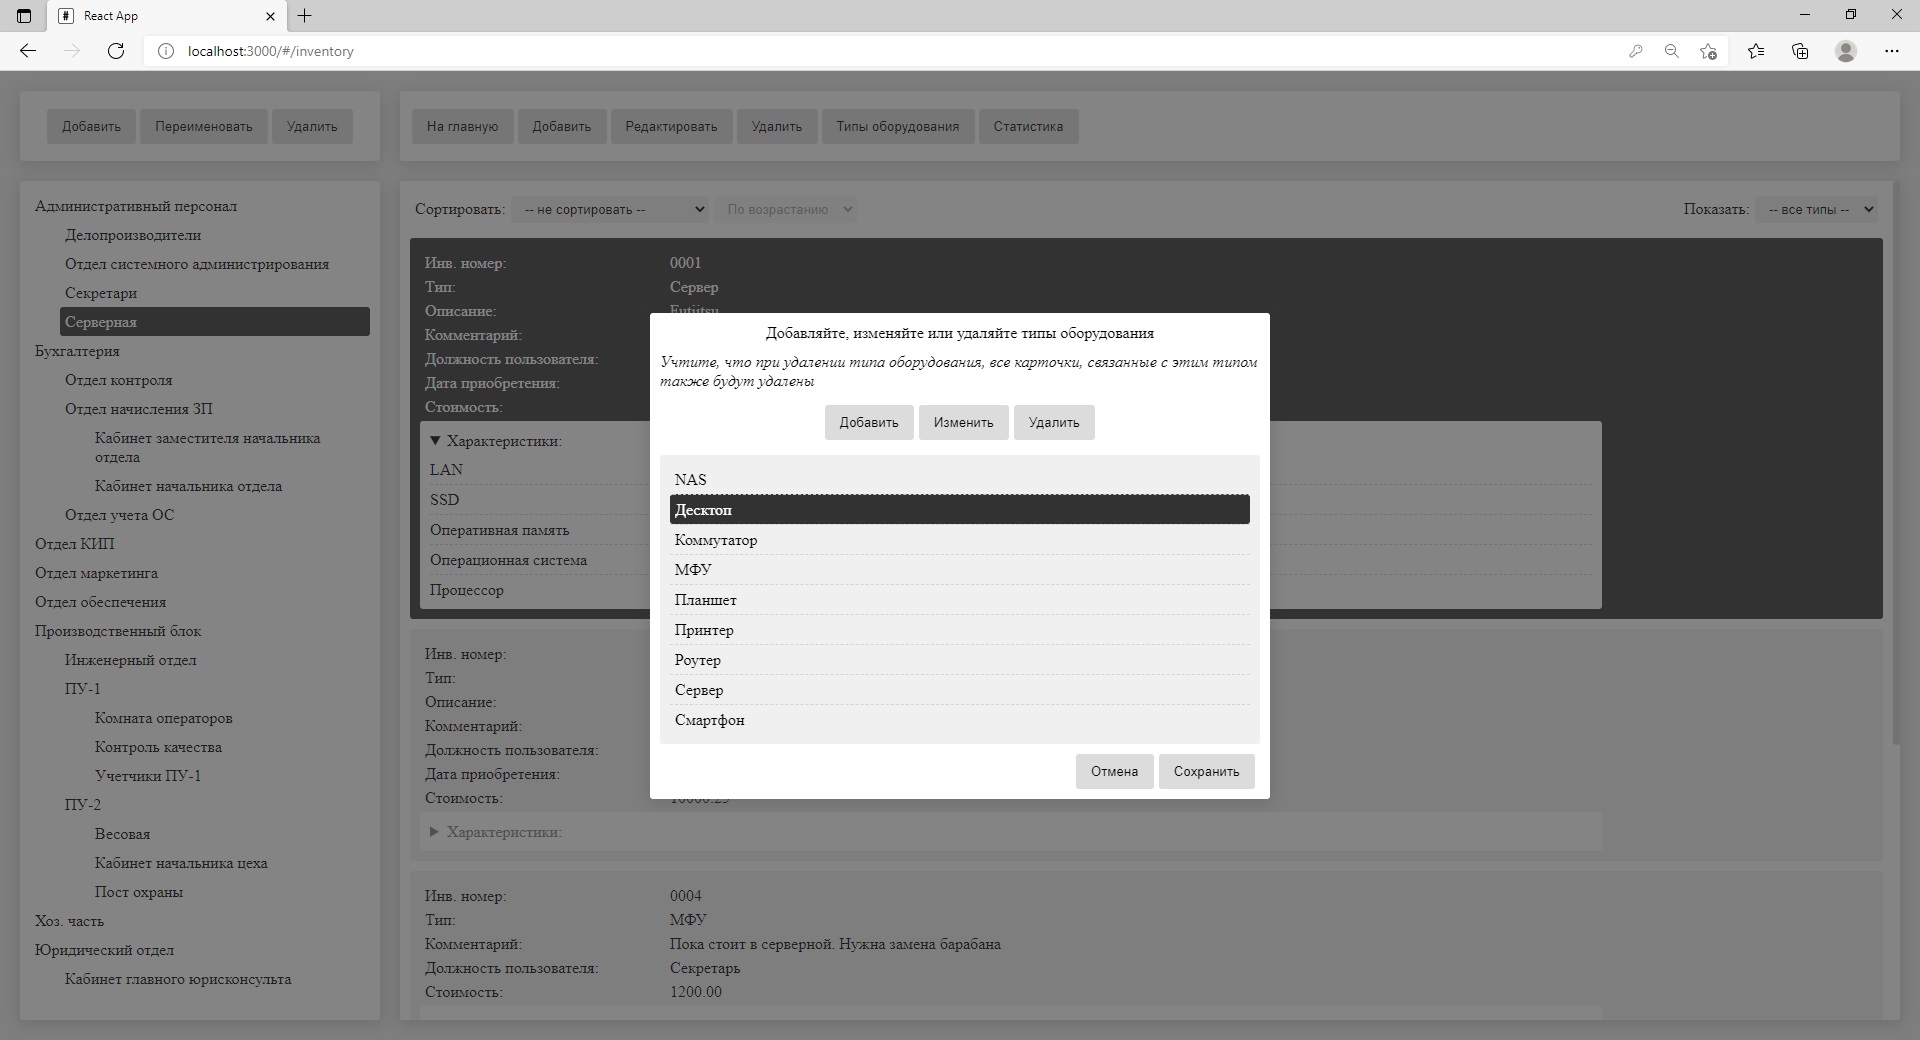 React App
localhost:3000/#/inventory
Добавить Переименовать Удалить
На главную Добавить Редактировать Удалить Типы оборудования Статистика
Административный персонал
Делопроизводители
Отдел системного администрирования
Секретари
Серверная
Бухгалтерия
Отдел контроля
Отдел начисления ЗП
Кабинет заместителя начальника
отдела
Кабинет начальника отдела
Отдел учета ОС
Отдел КИП
Отдел маркетинга
Отдел обеспечения
Производственный блок
Инженерный отдел
ПУ-1
Комната операторов
Контроль качества
Учетчики ПУ-1
ПУ-2
Весовая
Кабинет начальника цеха
Пост охраны
Хоз. часть
Юридический отдел
Кабинет главного юрисконсульта
Сортировать: -- не сортировать -- По возрастанию Показать: -- все типы --
Инв. номер: 0001
Тип: Сервер
Описание:
Комментарий:
Должность пользователя:
Дата приобретения:
Стоимость:
Характеристики:
LAN
SSD
Оперативная память
Операционная система
Процессор
Инв. номер:
Тип:
Описание:
Комментарий:
Должность пользователя:
Дата приобретения:
Стоимость:
Характеристики:
Инв. номер: 0004
Тип: МФУ
Комментарий: Пока стоит в серверной. Нужна замена барабана
Должность пользователя: Секретарь
Стоимость: 1200.00
Добавляйте, изменяйте или удаляйте типы оборудования
Учтите, что при удалении типа оборудования, все карточки, связанные с этим типом
также будут удалены
Добавить Изменить Удалить
NAS
Десктоп
Коммутатор
МФУ
Планшет
Принтер
Роутер
Сервер
Смартфон
Отмена Сохранить